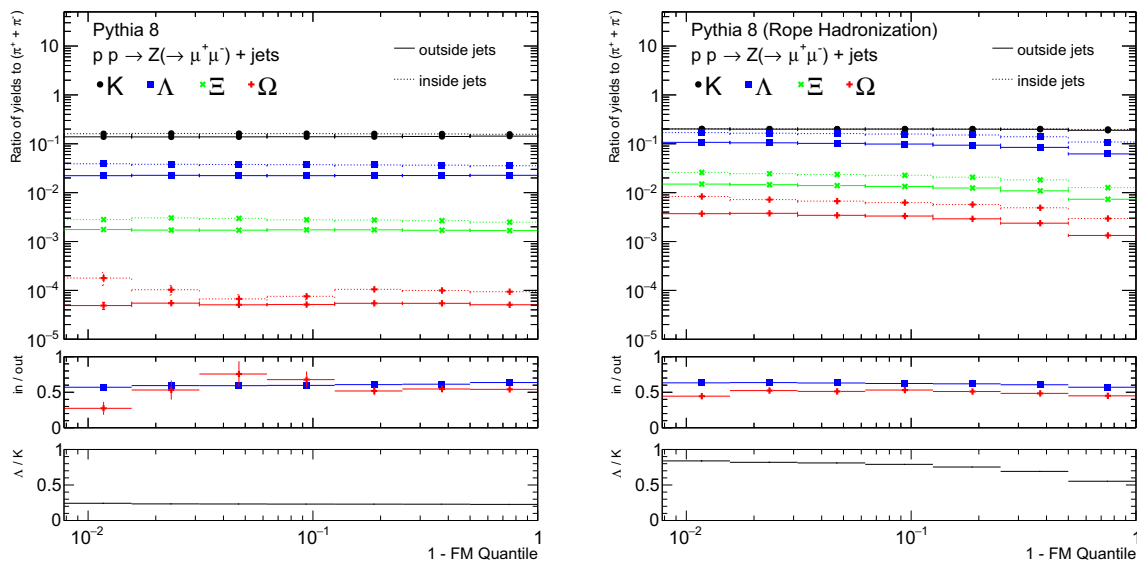 Pythia 8
p p → Z(→ μ⁺μ⁻) + jets
K Λ Ξ Ω
outside jets
inside jets
Ratio of yields to (π⁺ + π⁻)
10
1
10⁻¹
10⁻²
10⁻³
10⁻⁴
10⁻⁵
in / out
1
0.5
0
Λ / K
1
0.5
0
10⁻² 10⁻¹ 1
1 - FM Quantile
Pythia 8 (Rope Hadronization)
p p → Z(→ μ⁺μ⁻) + jets
K Λ Ξ Ω
outside jets
inside jets
Ratio of yields to (π⁺ + π⁻)
10
1
10⁻¹
10⁻²
10⁻³
10⁻⁴
10⁻⁵
in / out
1
0.5
0
Λ / K
1
0.5
0
10⁻² 10⁻¹ 1
1 - FM Quantile